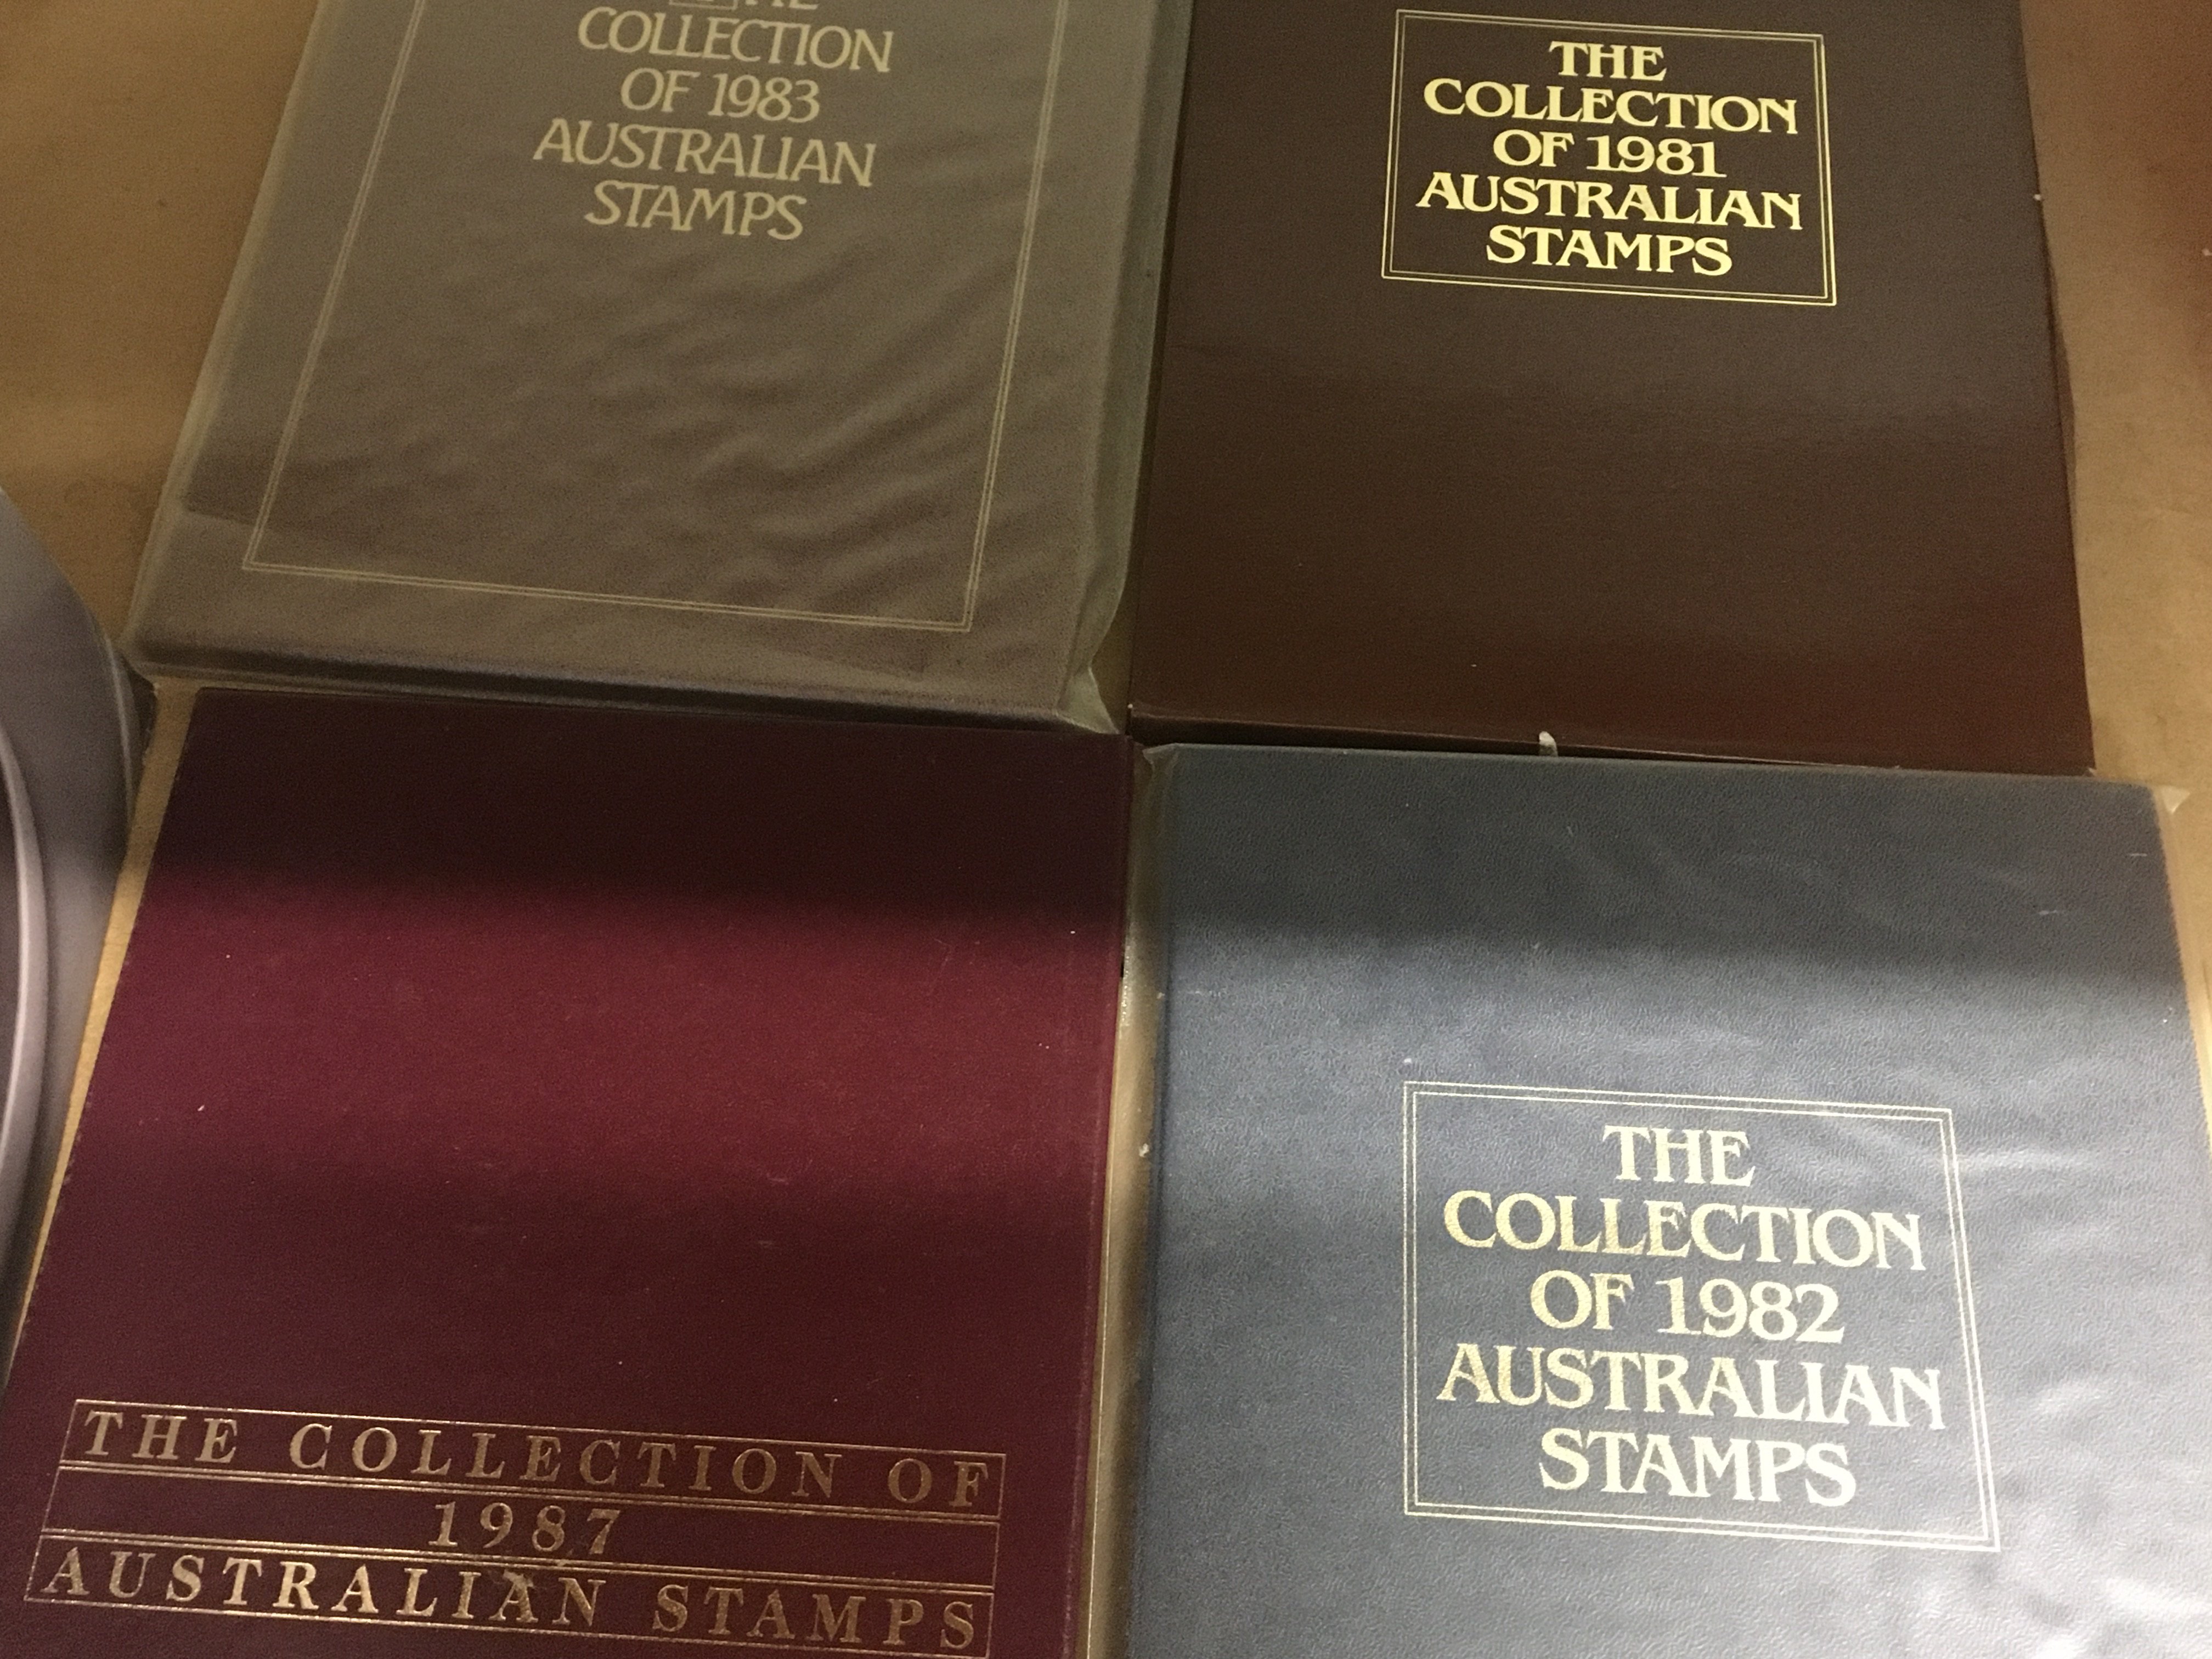 COLLECTION
OF 1983
AUSTRALIAN
STAMPS
THE
COLLECTION
OF 1981
AUSTRALIAN
STAMPS
THE COLLECTION OF
1987
AUSTRALIAN STAMPS
THE
COLLECTION
OF 1982
AUSTRALIAN
STAMPS